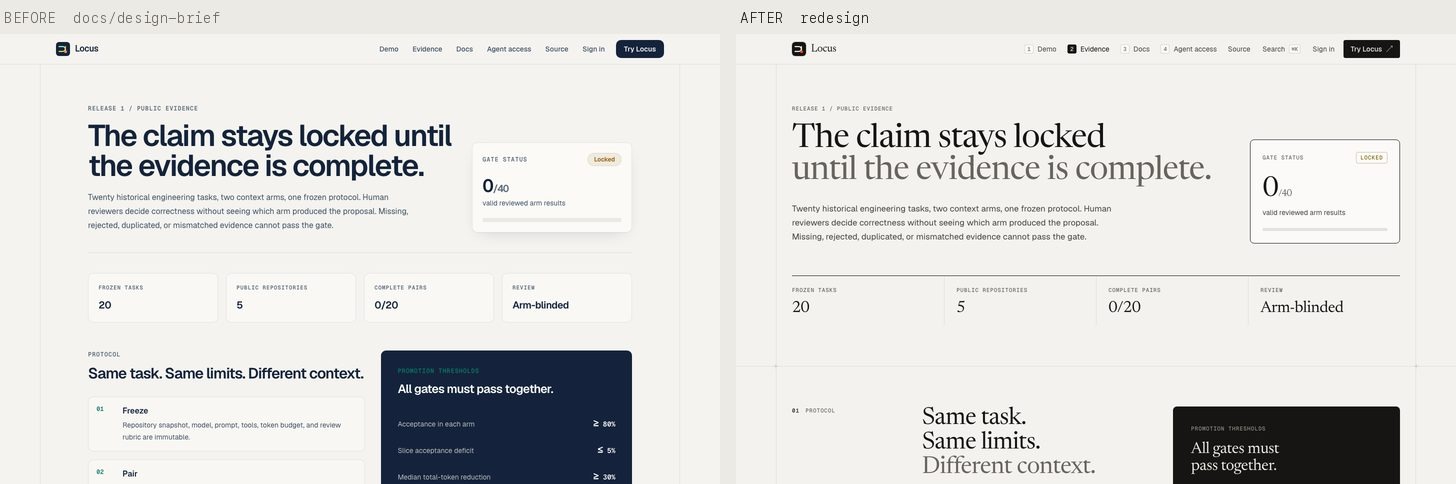 BEFORE docs/design-brief
Locus
Demo Evidence Docs Agent access Source Sign in Try Locus
RELEASE 1 / PUBLIC EVIDENCE
The claim stays locked until
the evidence is complete.
Twenty historical engineering tasks, two context arms, one frozen protocol. Human
reviewers decide correctness without seeing which arm produced the proposal. Missing,
rejected, duplicated, or mismatched evidence cannot pass the gate.
GATE STATUS Locked
0/40
valid reviewed arm results
FROZEN TASKS
20
PUBLIC REPOSITORIES
5
COMPLETE PAIRS
0/20
REVIEW
Arm-blinded
PROTOCOL
Same task. Same limits. Different context.
01 Freeze
Repository snapshot, model, prompt, tools, token budget, and review
rubric are immutable.
02 Pair
PROMOTION THRESHOLDS
All gates must pass together.
Acceptance in each arm ≥ 80%
Slice acceptance deficit ≤ 5%
Median total-token reduction ≥ 30%
AFTER redesign
Locus
1 Demo 2 Evidence 3 Docs 4 Agent access Source Search ⌘K Sign in Try Locus ↗
RELEASE 1 / PUBLIC EVIDENCE
The claim stays locked
until the evidence is complete.
Twenty historical engineering tasks, two context arms, one frozen protocol. Human
reviewers decide correctness without seeing which arm produced the proposal.
Missing, rejected, duplicated, or mismatched evidence cannot pass the gate.
GATE STATUS LOCKED
0/40
valid reviewed arm results
FROZEN TASKS
20
PUBLIC REPOSITORIES
5
COMPLETE PAIRS
0/20
REVIEW
Arm-blinded
01 PROTOCOL
Same task.
Same limits.
Different context.
PROMOTION THRESHOLDS
All gates must
pass together.